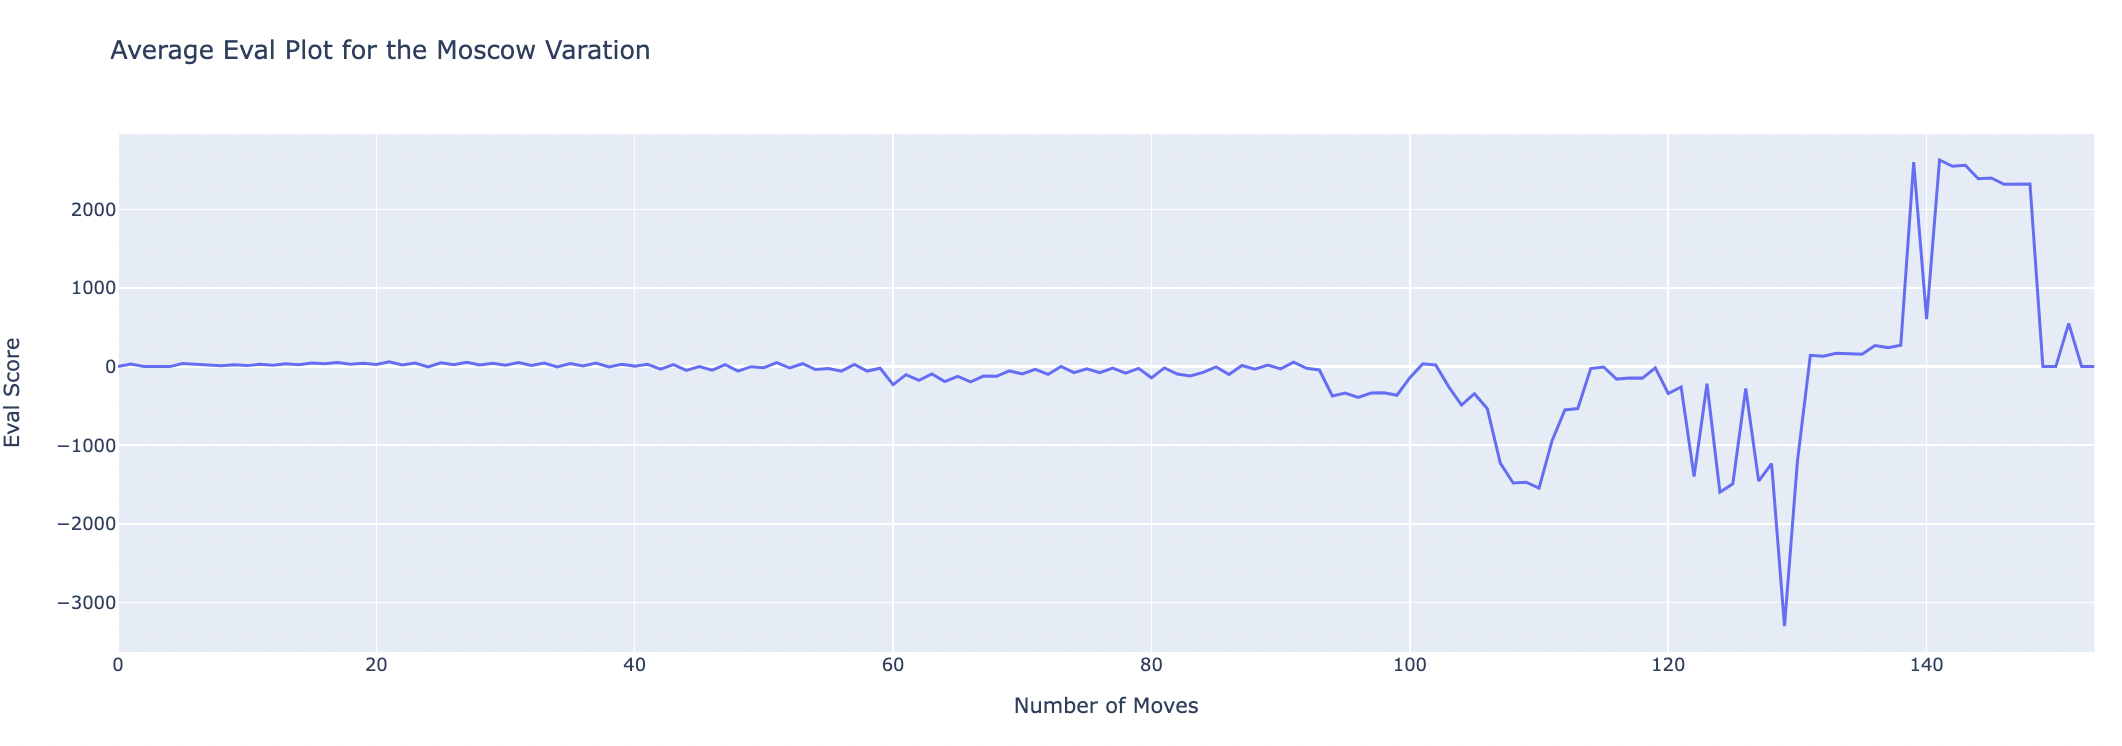 Average Eval Plot for the Moscow Varation
2000
1000
0
−1000
−2000
−3000
Eval Score
0 20 40 60 80 100 120 140
Number of Moves